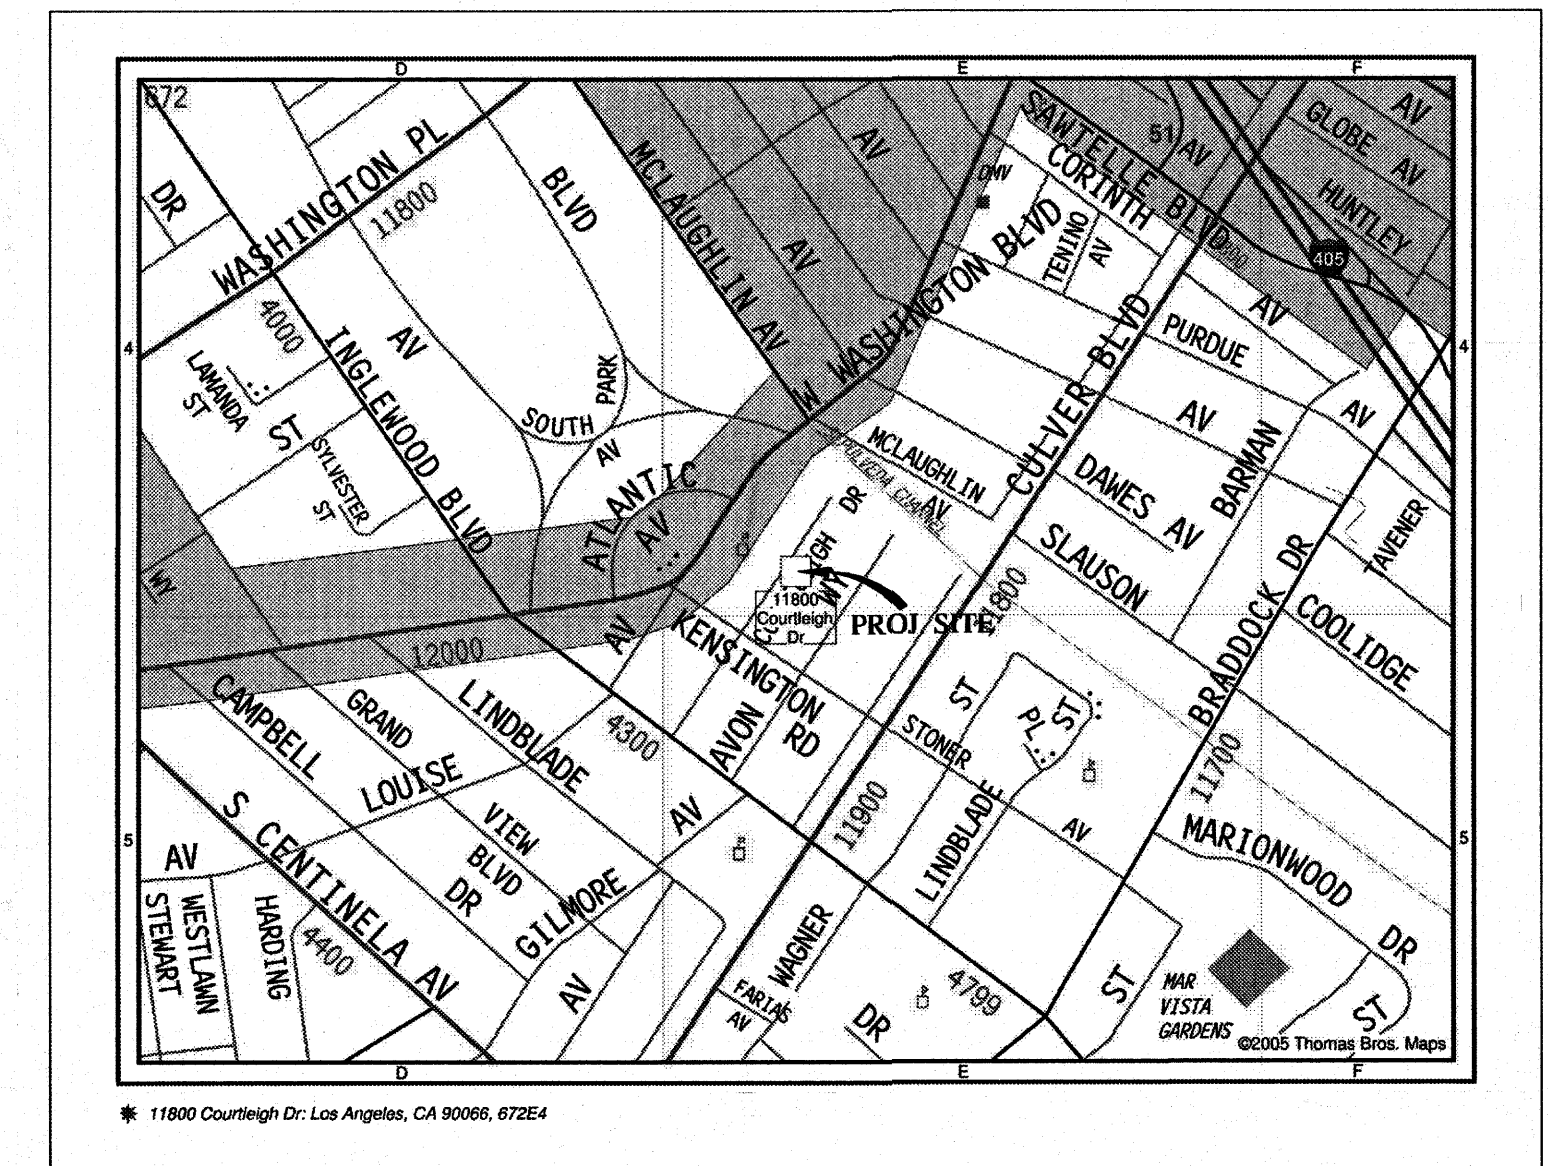 D
E
F
672
WASHINGTON PL
11800
BLVD
MCLAUGHLIN AV
AV
AV
DMV
SAWTELLE BLVD
51
AV
CORINTH
AV
GLOBE AV
HUNTLEY
405
DR
W WASHINGTON BLVD
TENINO
AV
4000
4
4
INGLEWOOD BLVD
AV
PURDUE
AV
LAMANDA
ST
ST
SYLVESTER
ST
SOUTH PARK
AV
ATLANTIC
AV
MCLAUGHLIN
AV
CULVER BLVD
DAWES AV
AV
BARMAN
AV
TAVENER
DR
WY
WY
SLAUSON
COOLIDGE
BRADDOCK DR
11800
Courtleigh
Dr
PROJ. SITE
11800
12000
AV
KENSINGTON
RD
AVON
CAMPBELL
GRAND
VIEW
BLVD
LINDBLADE
DR
LOUISE
AV
4300
STONER
AV
ST
PL
ST
LINDBLADE
11900
11700
MARIONWOOD
DR
5
5
S CENTINELA AV
AV
WESTLAWN
STEWART
HARDING
4400
GILMORE
AV
AV
WAGNER
FARIAS
AV
DR
4799
ST
MAR
VISTA
GARDENS
ST
©2005 Thomas Bros. Maps
D
E
F
11800 Courtleigh Dr: Los Angeles, CA 90066, 672E4